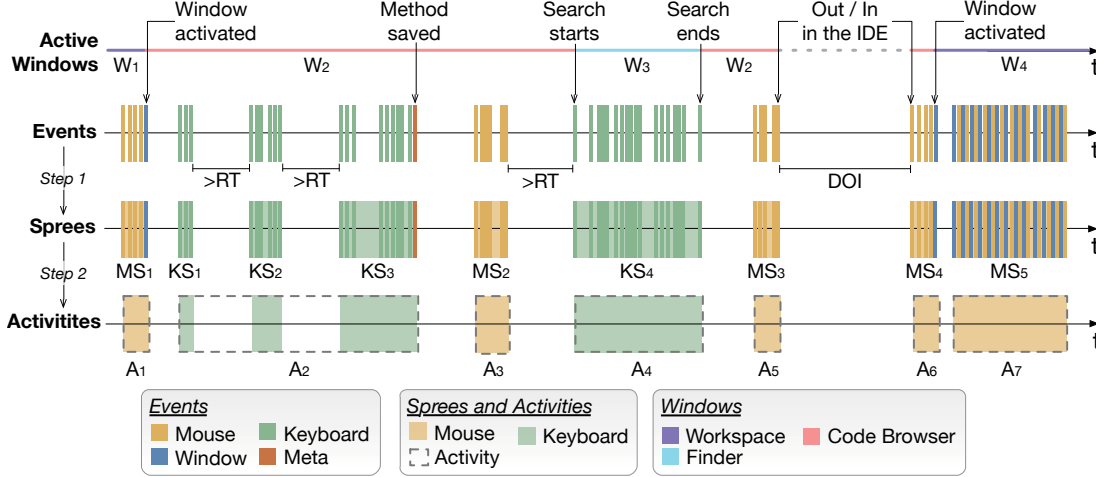 Window
activated
Method
saved
Search
starts
Search
ends
Out / In
in the IDE
Window
activated
Active
Windows
W1
W2
W3
W2
W4
t
Events
t
Step 1
>RT
>RT
>RT
DOI
Sprees
t
Step 2
MS1
KS1
KS2
KS3
MS2
KS4
MS3
MS4
MS5
Activitites
t
A1
A2
A3
A4
A5
A6
A7
Events
Mouse
Keyboard
Window
Meta
Sprees and Activities
Mouse
Keyboard
Activity
Windows
Workspace
Code Browser
Finder